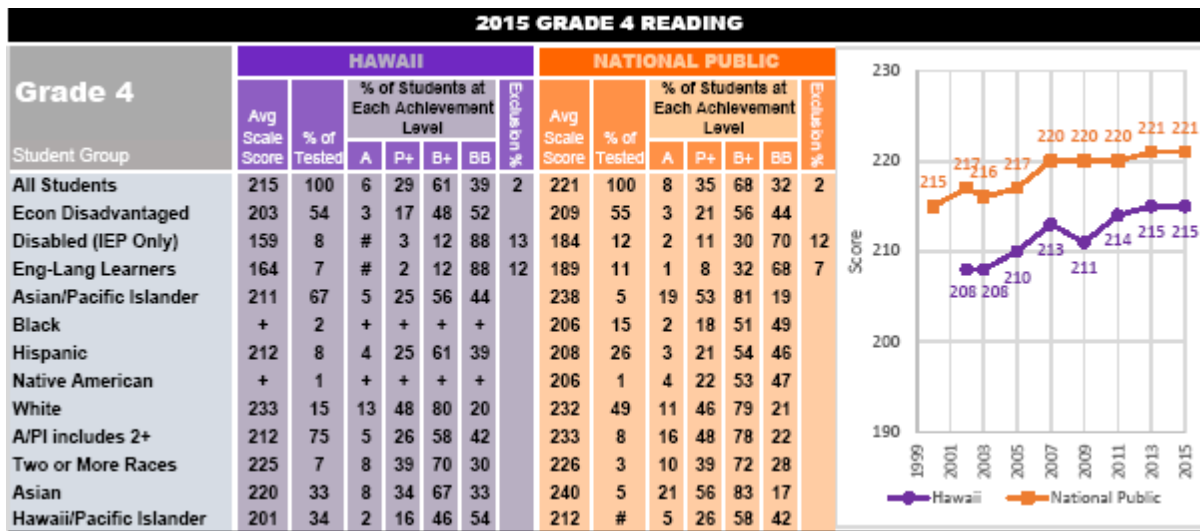 2015 GRADE 4 READING
HAWAII NATIONAL PUBLIC
Grade 4
Student Group
Avg Scale Score % of Tested % of Students at Each Achievement Level A P+ B+ BB Exclusion %
Avg Scale Score % of Tested % of Students at Each Achievement Level A P+ B+ BB Exclusion %
All Students 215 100 6 29 61 39 2 221 100 8 35 68 32 2
Econ Disadvantaged 203 54 3 17 48 52 209 55 3 21 56 44
Disabled (IEP Only) 159 8 # 3 12 88 13 184 12 2 11 30 70 12
Eng-Lang Learners 164 7 # 2 12 88 12 189 11 1 8 32 68 7
Asian/Pacific Islander 211 67 5 25 56 44 238 5 19 53 81 19
Black + 2 + + + + 206 15 2 18 51 49
Hispanic 212 8 4 25 61 39 208 26 3 21 54 46
Native American + 1 + + + + 206 1 4 22 53 47
White 233 15 13 48 80 20 232 49 11 46 79 21
A/PI includes 2+ 212 75 5 26 58 42 233 8 16 48 78 22
Two or More Races 225 7 8 39 70 30 226 3 10 39 72 28
Asian 220 33 8 34 67 33 240 5 21 56 83 17
Hawaii/Pacific Islander 201 34 2 16 46 54 212 # 5 26 58 42
230
220
210
200
190
Score
215 217 216 217 220 220 220 221 221
208 208 210 213 211 214 215 215
1999 2001 2003 2005 2007 2009 2011 2013 2015
Hawaii National Public